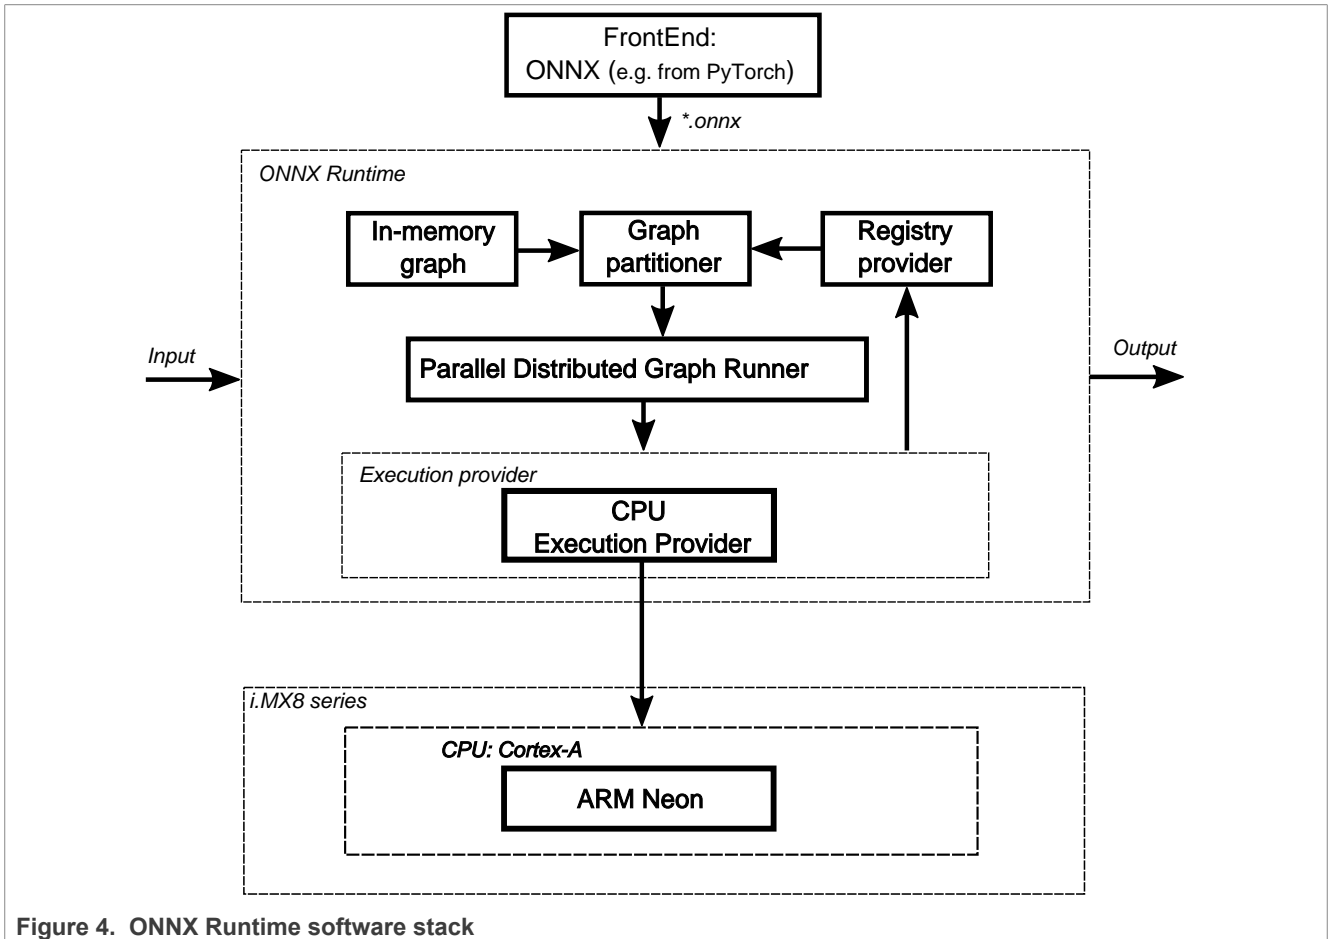 FrontEnd:
ONNX (e.g. from PyTorch)
*.onnx
ONNX Runtime
In-memory
graph
Graph
partitioner
Registry
provider
Input
Parallel Distributed Graph Runner
Output
Execution provider
CPU
Execution Provider
i.MX8 series
CPU: Cortex-A
ARM Neon
Figure 4. ONNX Runtime software stack